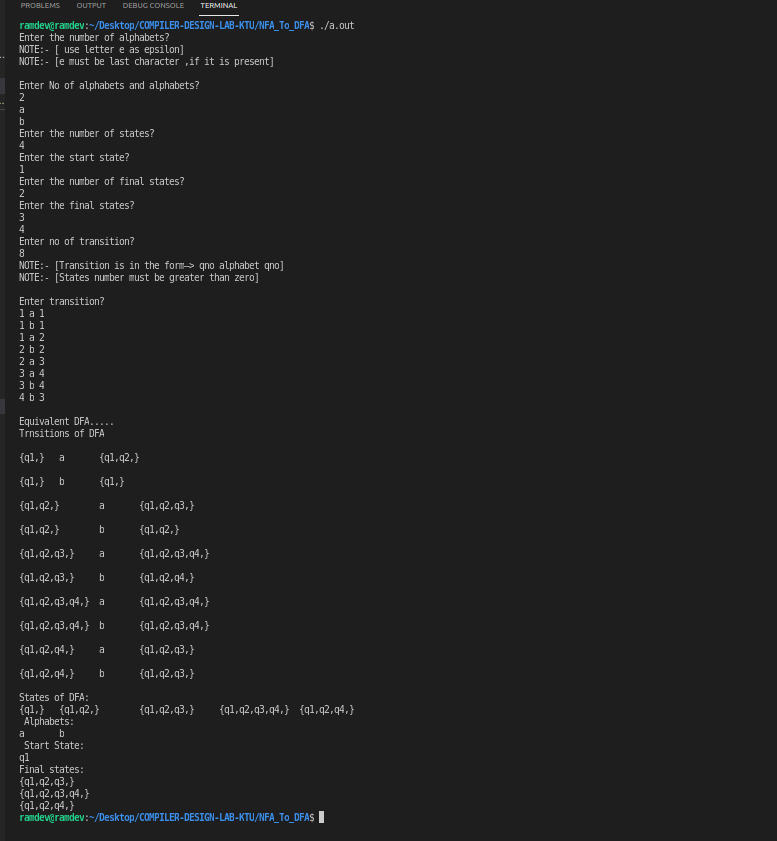 PROBLEMS OUTPUT DEBUG CONSOLE TERMINAL
ramdev@ramdev:~/Desktop/COMPILER-DESIGN-LAB-KTU/NFA_To_DFA$ ./a.out
Enter the number of alphabets?
NOTE:- [ use letter e as epsilon]
NOTE:- [e must be last character ,if it is present]
Enter No of alphabets and alphabets?
2
a
b
Enter the number of states?
4
Enter the start state?
1
Enter the number of final states?
2
Enter the final states?
3
4
Enter no of transition?
8
NOTE:- [Transition is in the form—> qno alphabet qno]
NOTE:- [States number must be greater than zero]
Enter transition?
1 a 1
1 b 1
1 a 2
2 b 2
2 a 3
3 a 4
3 b 4
4 b 3
Equivalent DFA.....
Trnsitions of DFA
{q1,} a {q1,q2,}
{q1,} b {q1,}
{q1,q2,} a {q1,q2,q3,}
{q1,q2,} b {q1,q2,}
{q1,q2,q3,} a {q1,q2,q3,q4,}
{q1,q2,q3,} b {q1,q2,q4,}
{q1,q2,q3,q4,} a {q1,q2,q3,q4,}
{q1,q2,q3,q4,} b {q1,q2,q3,q4,}
{q1,q2,q4,} a {q1,q2,q3,}
{q1,q2,q4,} b {q1,q2,q3,}
States of DFA:
{q1,} {q1,q2,} {q1,q2,q3,} {q1,q2,q3,q4,} {q1,q2,q4,}
Alphabets:
a b
Start State:
q1
Final states:
{q1,q2,q3,}
{q1,q2,q3,q4,}
{q1,q2,q4,}
ramdev@ramdev:~/Desktop/COMPILER-DESIGN-LAB-KTU/NFA_To_DFA$